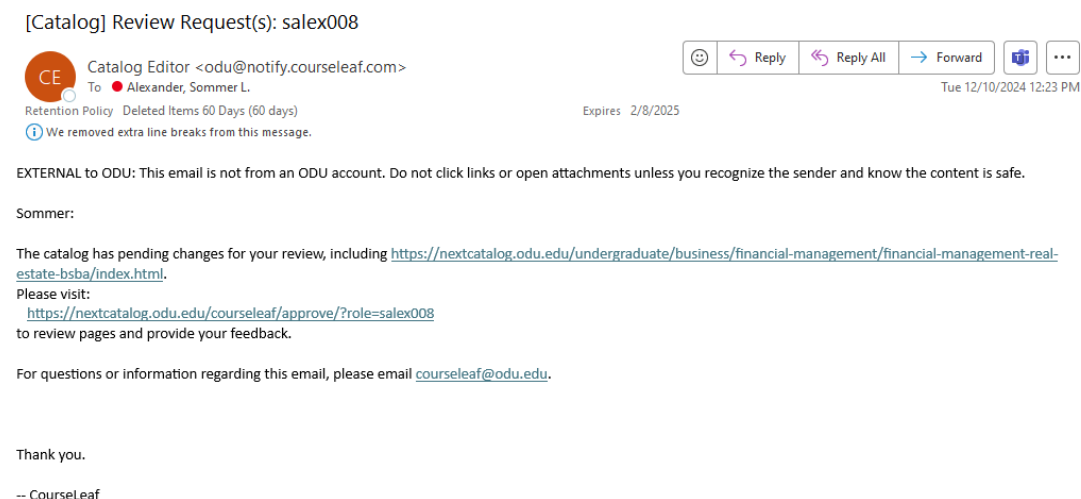 [Catalog] Review Request(s): salex008
CE
Catalog Editor <odu@notify.courseleaf.com>
To Alexander, Sommer L.
Reply
Reply All
Forward
Tue 12/10/2024 12:23 PM
Retention Policy Deleted Items 60 Days (60 days)
Expires 2/8/2025
We removed extra line breaks from this message.
EXTERNAL to ODU: This email is not from an ODU account. Do not click links or open attachments unless you recognize the sender and know the content is safe.
Sommer:
The catalog has pending changes for your review, including https://nextcatalog.odu.edu/undergraduate/business/financial-management/financial-management-real-
estate-bsba/index.html.
Please visit:
https://nextcatalog.odu.edu/courseleaf/approve/?role=salex008
to review pages and provide your feedback.
For questions or information regarding this email, please email courseleaf@odu.edu.
Thank you.
-- CourseLeaf